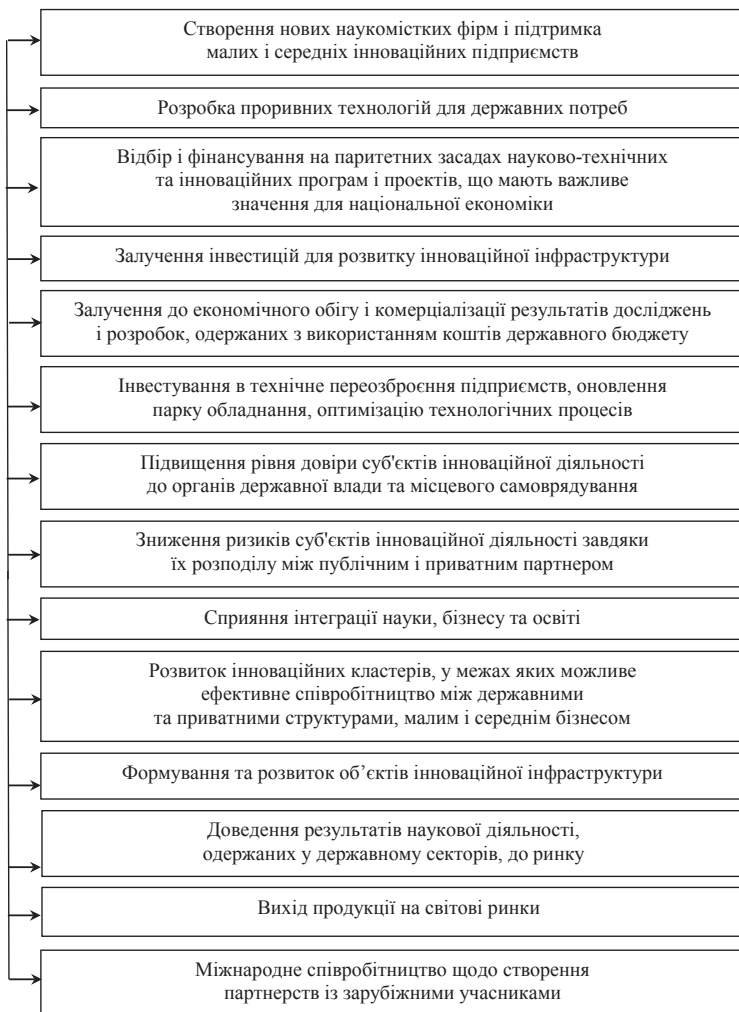 Створення нових наукомістких фірм і підтримка
малих і середніх інноваційних підприємств
Розробка проривних технологій для державних потреб
Відбір і фінансування на паритетних засадах науково-технічних
та інноваційних програм і проектів, що мають важливе
значення для національної економіки
Залучення інвестицій для розвитку інноваційної інфраструктури
Залучення до економічного обігу і комерціалізації результатів досліджень
і розробок, одержаних з використанням коштів державного бюджету
Інвестування в технічне переозброєння підприємств, оновлення
парку обладнання, оптимізацію технологічних процесів
Підвищення рівня довіри суб'єктів інноваційної діяльності
до органів державної влади та місцевого самоврядування
Зниження ризиків суб'єктів інноваційної діяльності завдяки
їх розподілу між публічним і приватним партнером
Сприяння інтеграції науки, бізнесу та освіті
Розвиток інноваційних кластерів, у межах яких можливе
ефективне співробітництво між державними
та приватними структурами, малим і середнім бізнесом
Формування та розвиток об’єктів інноваційної інфраструктури
Доведення результатів наукової діяльності,
одержаних у державному секторів, до ринку
Вихід продукції на світові ринки
Міжнародне співробітництво щодо створення
партнерств із зарубіжними учасниками